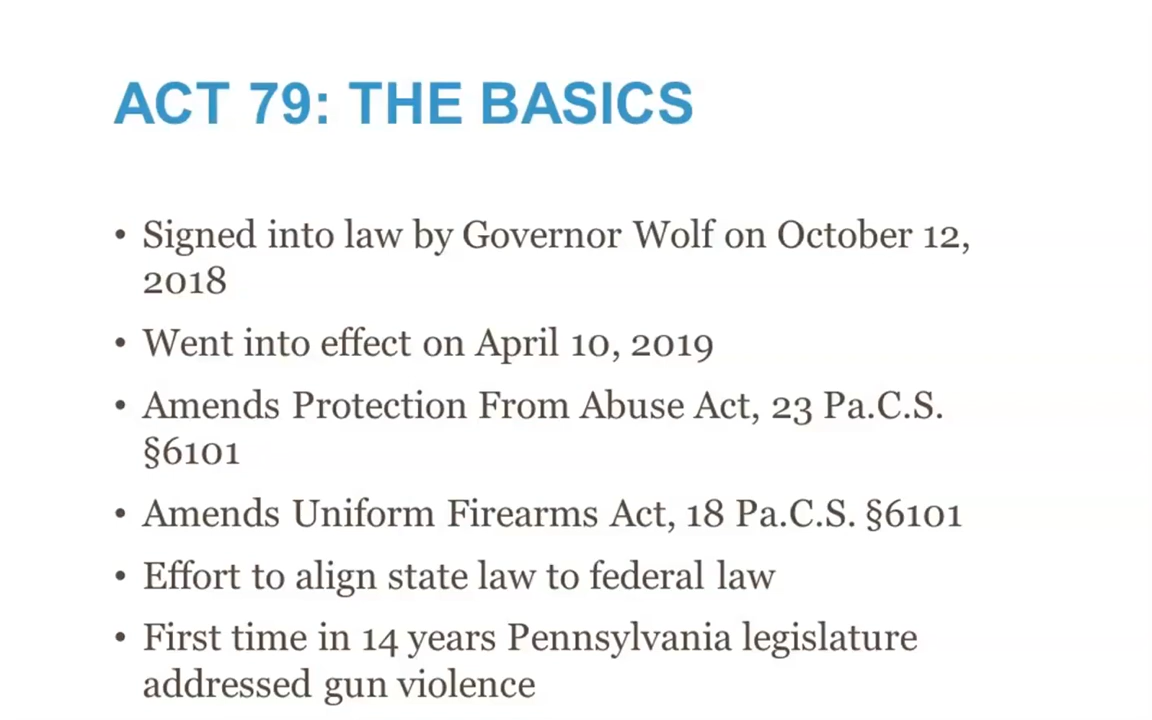 ACT 79: THE BASICS
• Signed into law by Governor Wolf on October 12,
2018
• Went into effect on April 10, 2019
• Amends Protection From Abuse Act, 23 Pa.C.S.
§6101
• Amends Uniform Firearms Act, 18 Pa.C.S. §6101
• Effort to align state law to federal law
• First time in 14 years Pennsylvania legislature
addressed gun violence